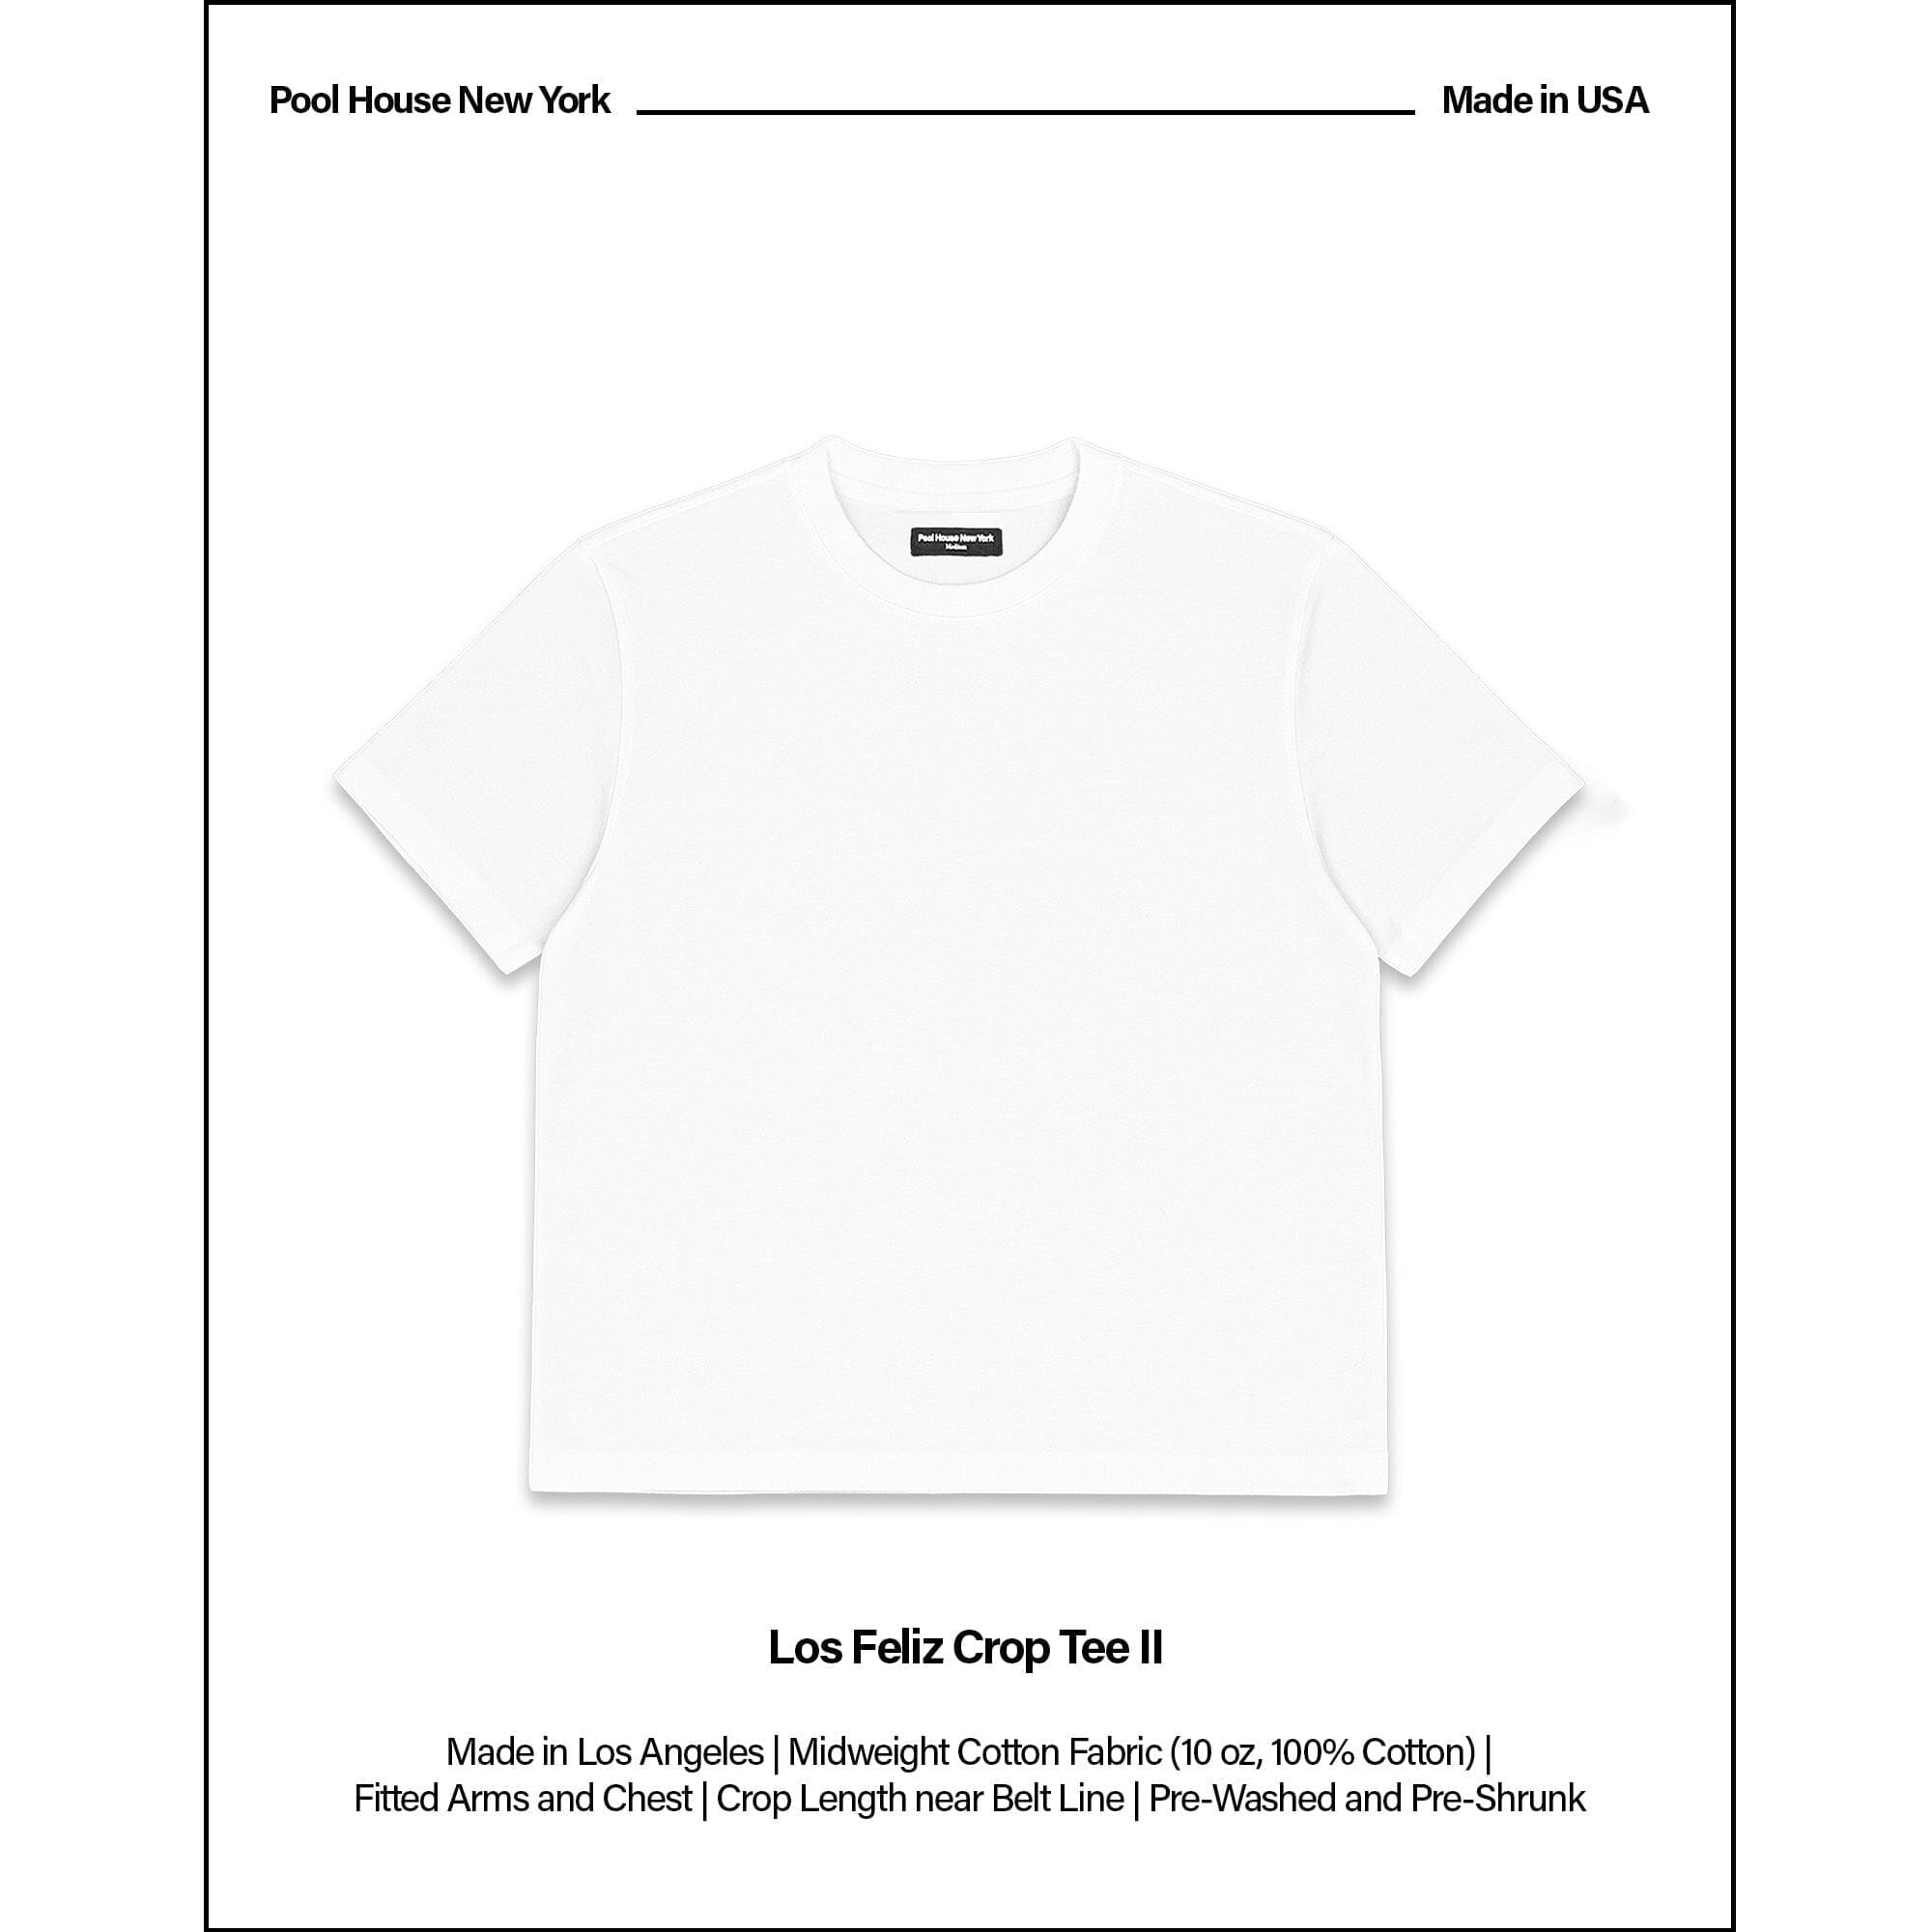 Pool House New York
Made in USA
Pool House New York
Medium
Los Feliz Crop Tee II
Made in Los Angeles | Midweight Cotton Fabric (10 oz, 100% Cotton) |
Fitted Arms and Chest | Crop Length near Belt Line | Pre-Washed and Pre-Shrunk